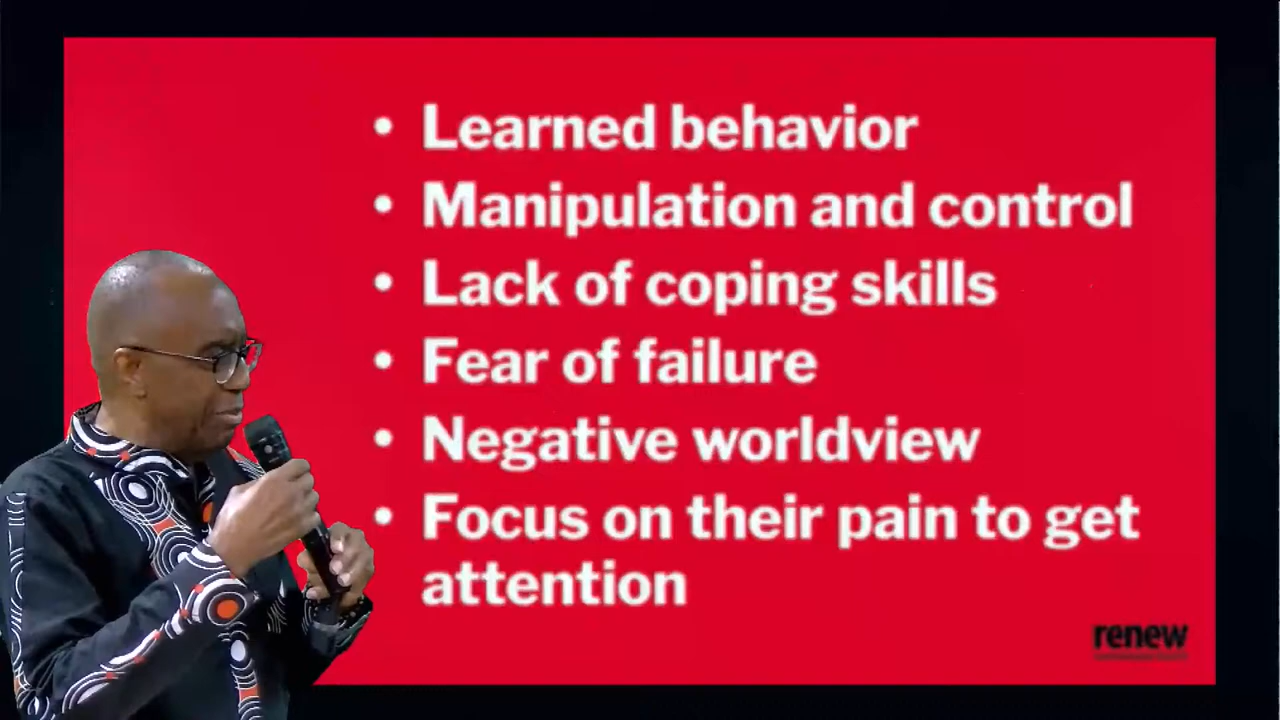 • Learned behavior
• Manipulation and control
• Lack of coping skills
• Fear of failure
• Negative worldview
• Focus on their pain to get
attention
renew